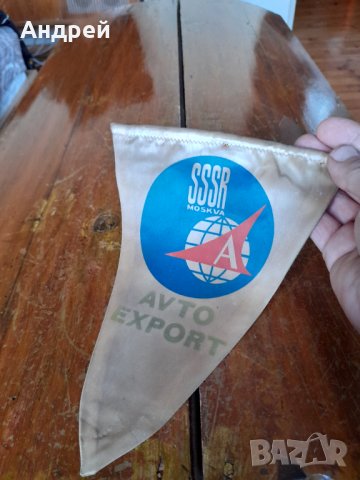 Андрей
SSSR
MOSKVA
A
AVTO
EXPORT
BAZAR